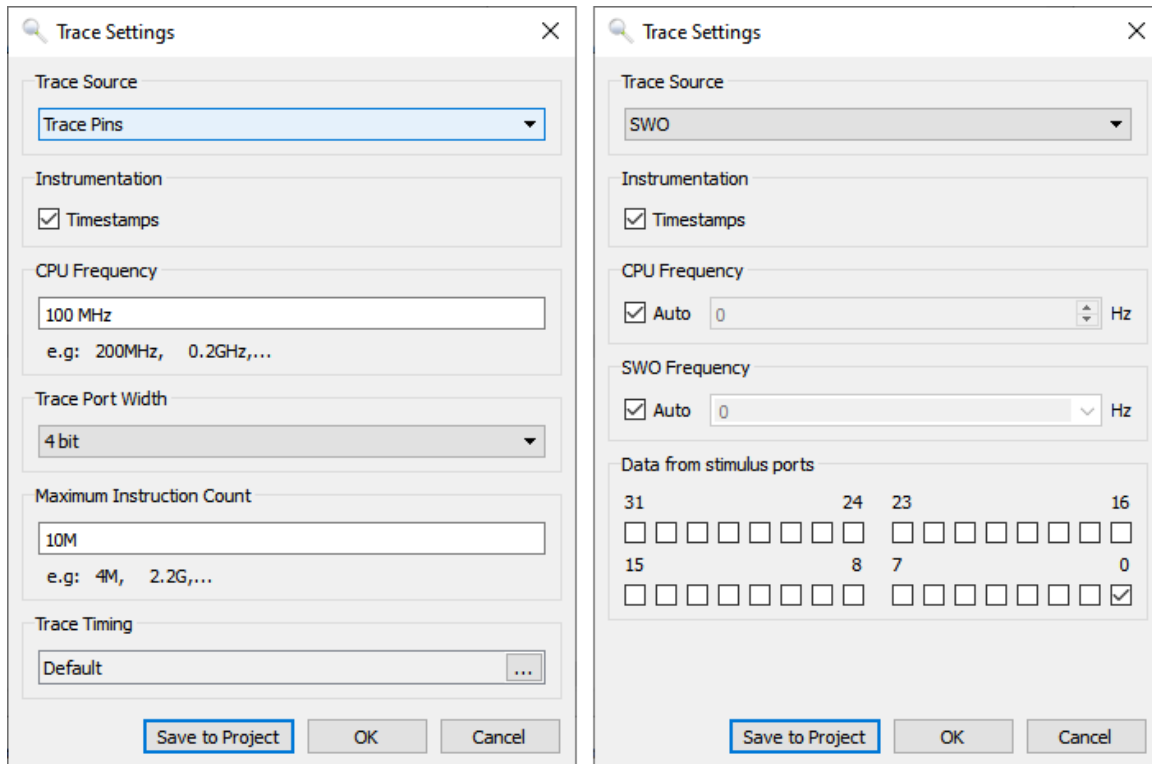 Trace Settings
Trace Source
Trace Pins
Instrumentation
Timestamps
CPU Frequency
100 MHz
e.g: 200MHz, 0.2GHz,...
Trace Port Width
4 bit
Maximum Instruction Count
10M
e.g: 4M, 2.2G,...
Trace Timing
Default
...
Save to Project OK Cancel
Trace Settings
Trace Source
SWO
Instrumentation
Timestamps
CPU Frequency
Auto 0 Hz
SWO Frequency
Auto 0 Hz
Data from stimulus ports
31 24 23 16
15 8 7 0
Save to Project OK Cancel